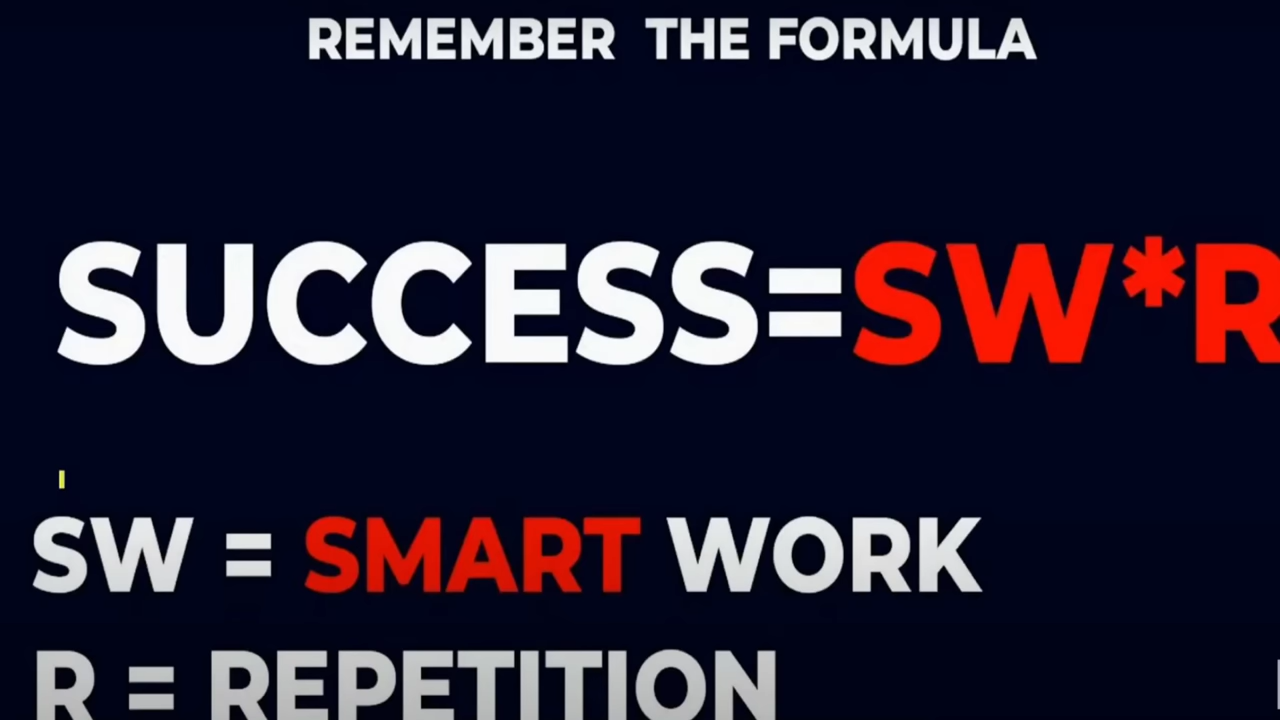 REMEMBER THE FORMULA
SUCCESS=SW*R
SW = SMART WORK
R = REPETITION